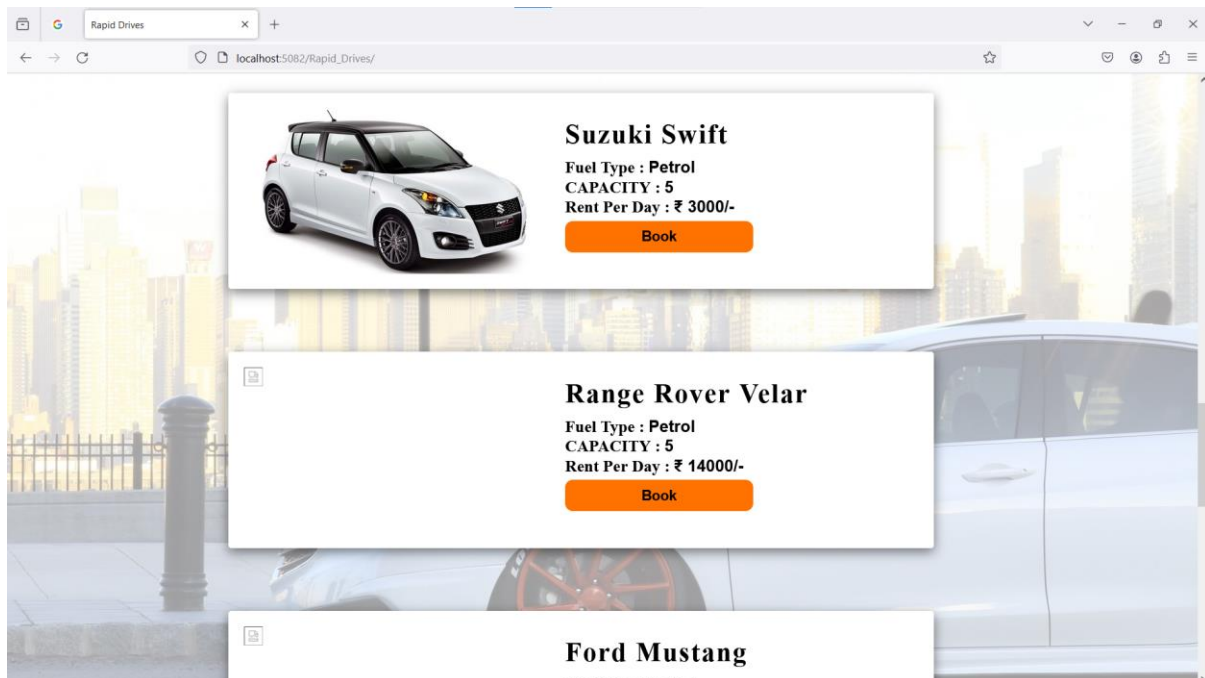 Rapid Drives
localhost:5082/Rapid_Drives/
Suzuki Swift
Fuel Type : Petrol
CAPACITY : 5
Rent Per Day : ₹ 3000/-
Book
Range Rover Velar
Fuel Type : Petrol
CAPACITY : 5
Rent Per Day : ₹ 14000/-
Book
Ford Mustang